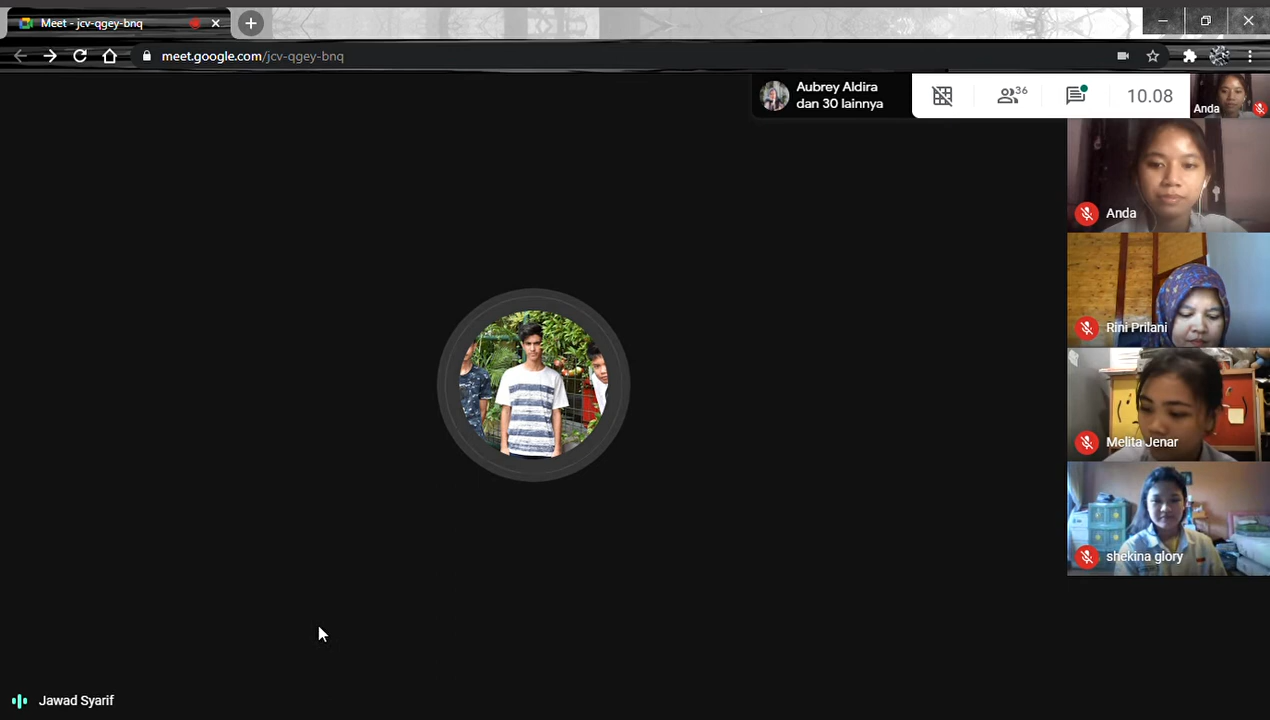 Meet - jcv-qgey-bnq
meet.google.com/jcv-qgey-bnq
Aubrey Aldira
dan 30 lainnya
36
10.08
Anda
Anda
Rini Prilani
Melita Jenar
shekina glory
Jawad Syarif